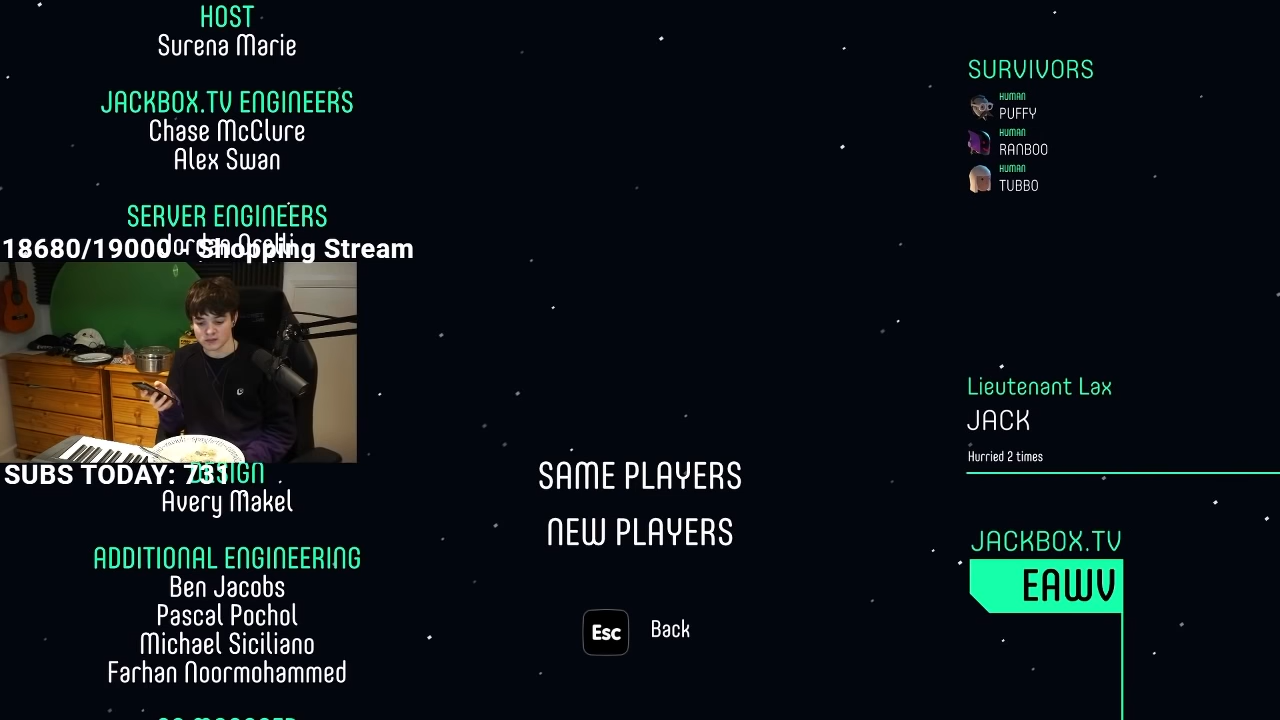 HOST
Surena Marie
JACKBOX.TV ENGINEERS
Chase McClure
Alex Swan
SERVER ENGINEERS
18680/19000 - Shopping Stream
SUBS TODAY: 731
DESIGN
Avery Makel
ADDITIONAL ENGINEERING
Ben Jacobs
Pascal Pochol
Michael Siciliano
Farhan Noormohammed
SAME PLAYERS
NEW PLAYERS
Esc Back
SURVIVORS
HUMAN
PUFFY
HUMAN
RANBOO
HUMAN
TUBBO
Lieutenant Lax
JACK
Hurried 2 times
JACKBOX.TV
EAWV